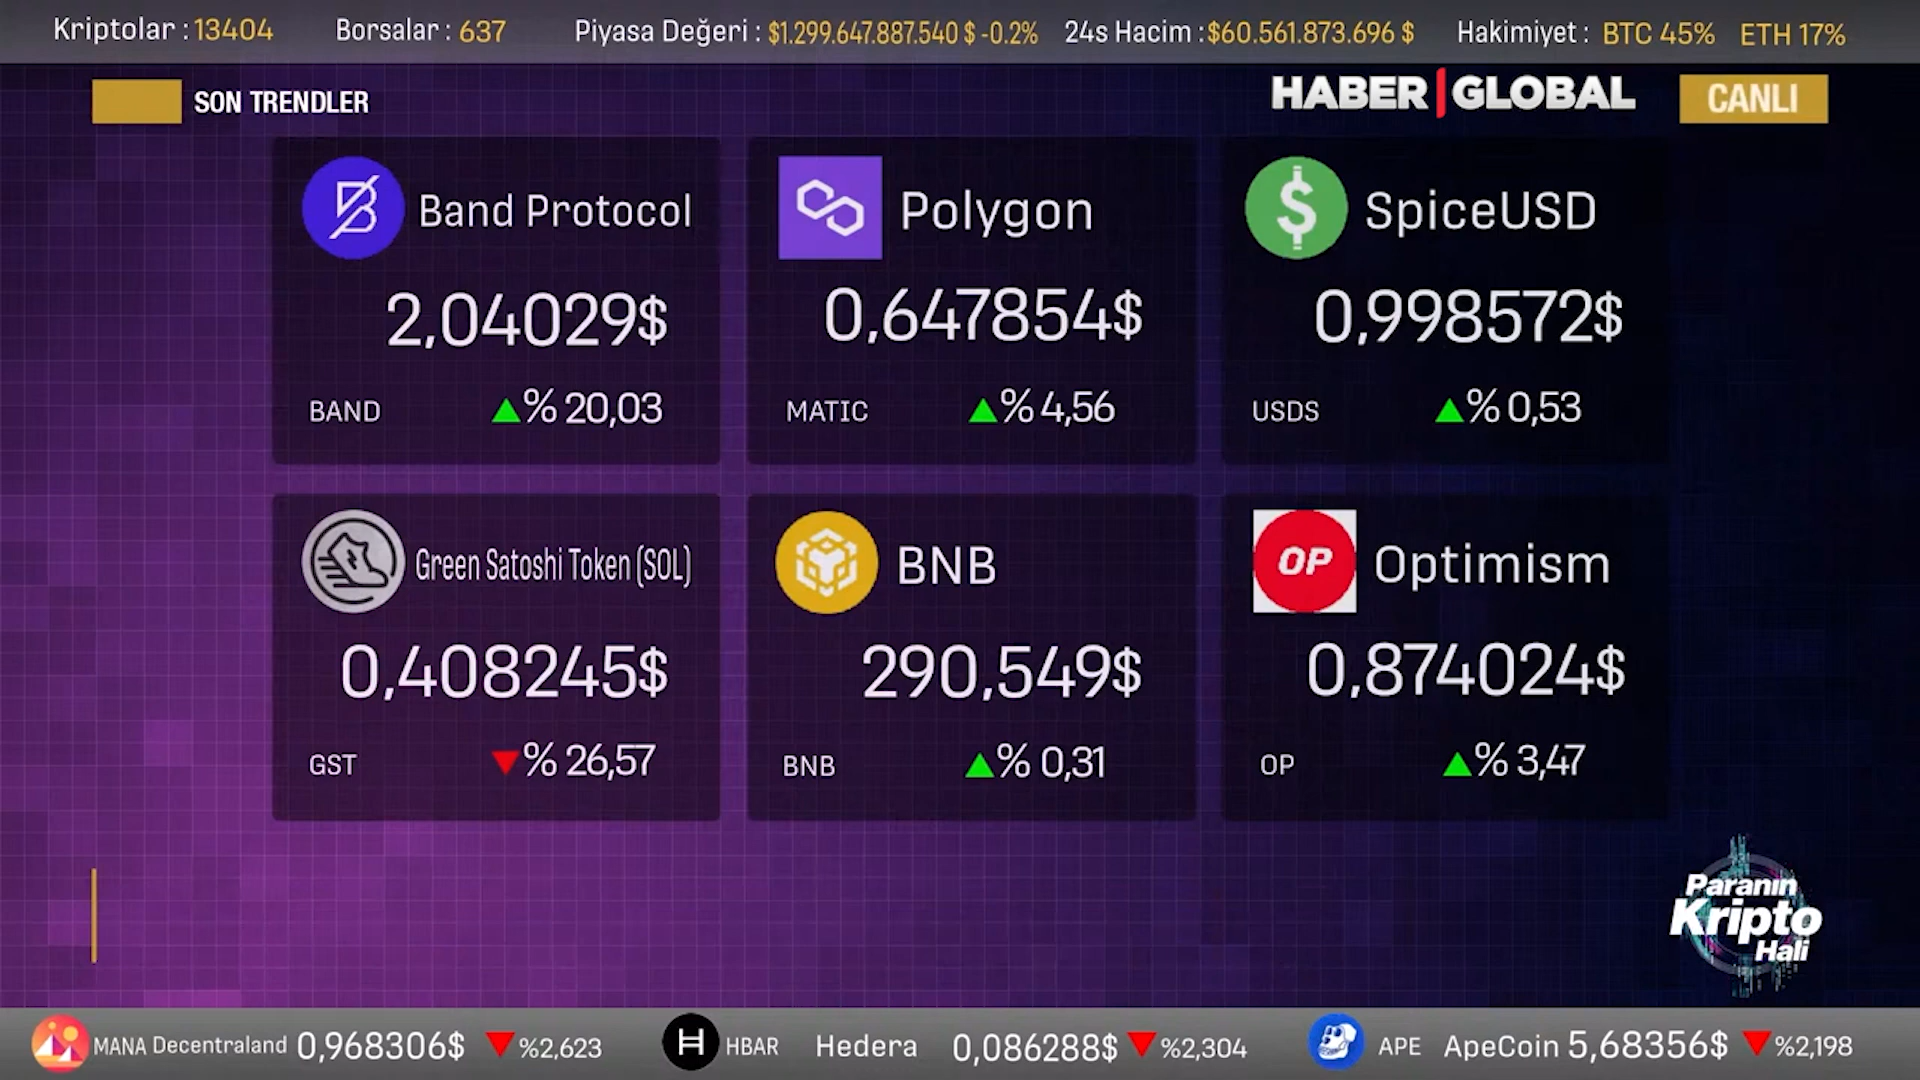 Kriptolar : 13404 Borsalar : 637 Piyasa Değeri : $1.299.647.887.540 $ -0.2% 24s Hacim : $60.561.873.696 $ Hakimiyet : BTC 45% ETH 17%
SON TRENDLER HABER GLOBAL CANLI
Band Protocol
2,04029$
BAND % 20,03
Polygon
0,647854$
MATIC % 4,56
SpiceUSD
0,998572$
USDS % 0,53
Green Satoshi Token (SOL)
0,408245$
GST % 26,57
BNB
290,549$
BNB % 0,31
OP Optimism
0,874024$
OP % 3,47
Paranın
Kripto
Hali
MANA Decentraland 0,968306$ %2,623 HBAR Hedera 0,086288$ %2,304 APE ApeCoin 5,68356$ %2,198